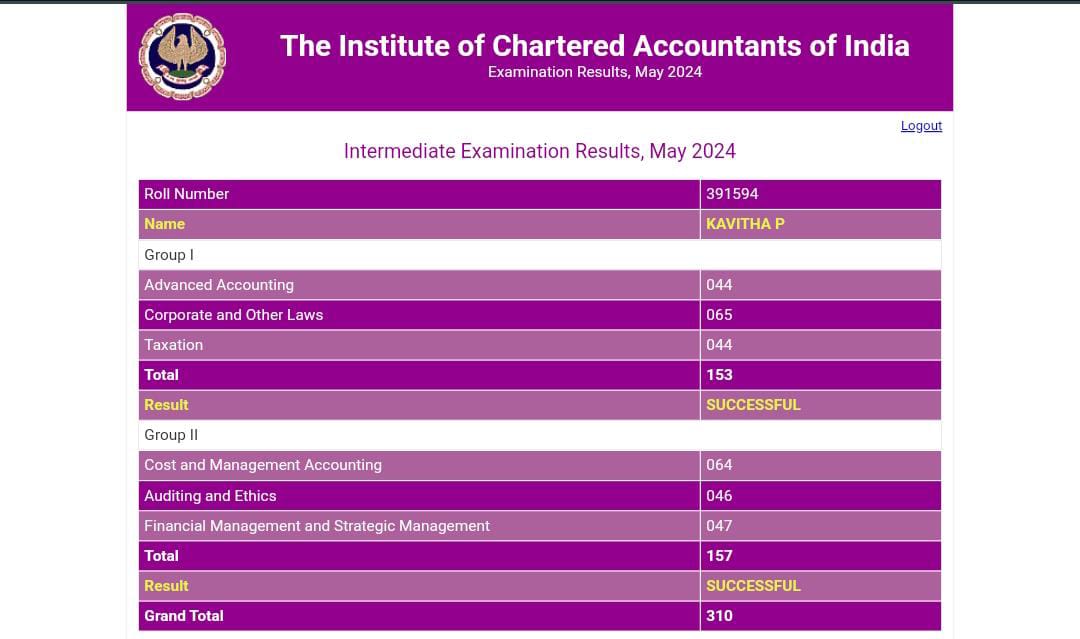 The Institute of Chartered Accountants of India
Examination Results, May 2024
Logout
Intermediate Examination Results, May 2024
Roll Number 391594
Name KAVITHA P
Group I
Advanced Accounting 044
Corporate and Other Laws 065
Taxation 044
Total 153
Result SUCCESSFUL
Group II
Cost and Management Accounting 064
Auditing and Ethics 046
Financial Management and Strategic Management 047
Total 157
Result SUCCESSFUL
Grand Total 310